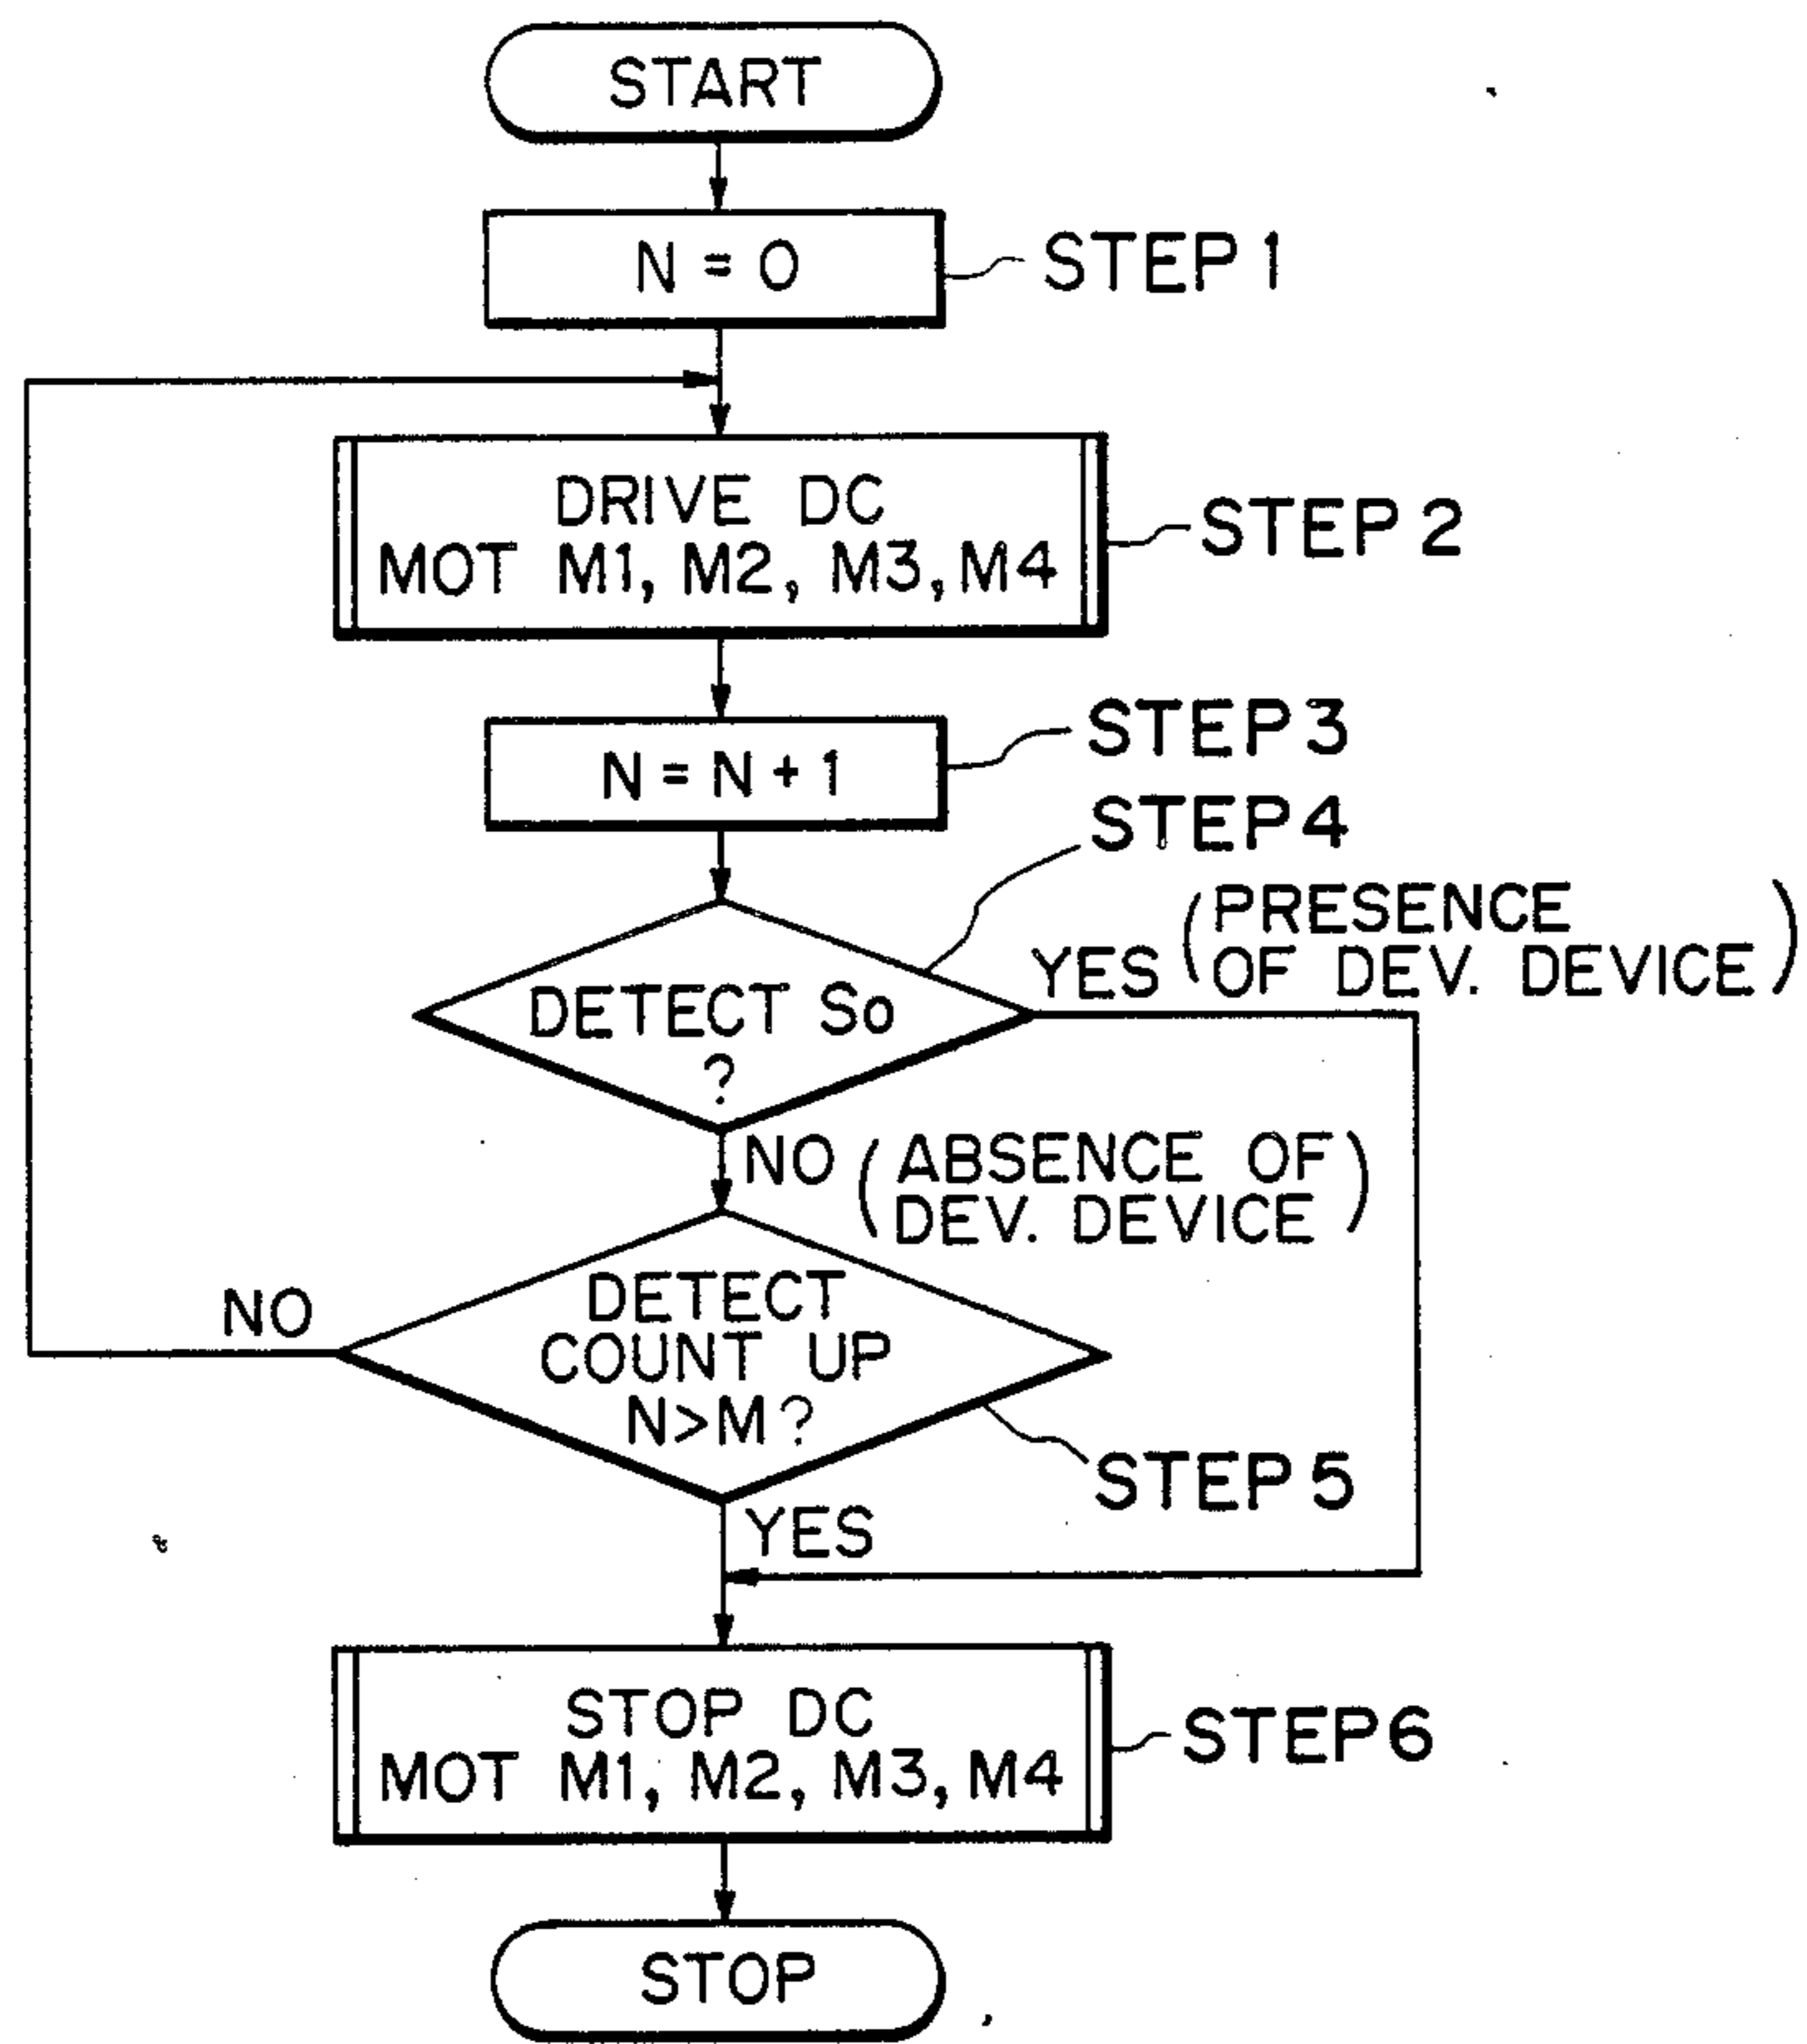 START
N = 0
STEP 1
DRIVE DC
MOT M1, M2, M3, M4
STEP 2
N = N + 1
STEP 3
STEP 4
DETECT So
?
YES (PRESENCE
OF DEV. DEVICE)
NO (ABSENCE OF
DEV. DEVICE)
DETECT
COUNT UP
N>M?
NO
STEP 5
YES
STOP DC
MOT M1, M2, M3, M4
STEP 6
STOP